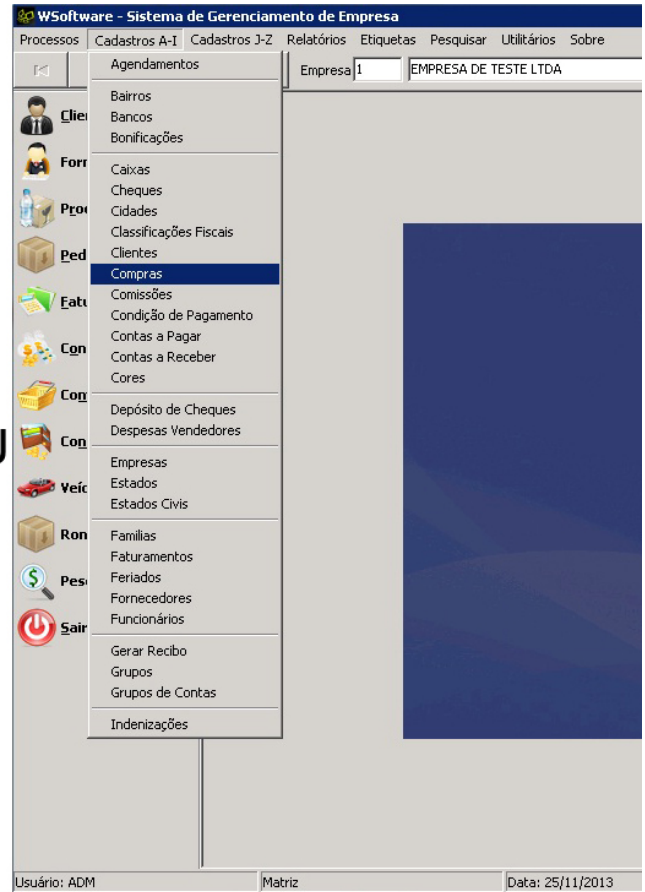 WSoftware - Sistema de Gerenciamento de Empresa
Processos Cadastros A-I Cadastros J-Z Relatórios Etiquetas Pesquisar Utilitários Sobre
Empresa 1 EMPRESA DE TESTE LTDA
Agendamentos
Bairros
Bancos
Bonificações
Caixas
Cheques
Cidades
Classificações Fiscais
Clientes
Compras
Comissões
Condição de Pagamento
Contas a Pagar
Contas a Receber
Cores
Depósito de Cheques
Despesas Vendedores
Empresas
Estados
Estados Civis
Familias
Faturamentos
Feriados
Fornecedores
Funcionários
Gerar Recibo
Grupos
Grupos de Contas
Indenizações
Sair
Usuário: ADM Matriz Data: 25/11/2013